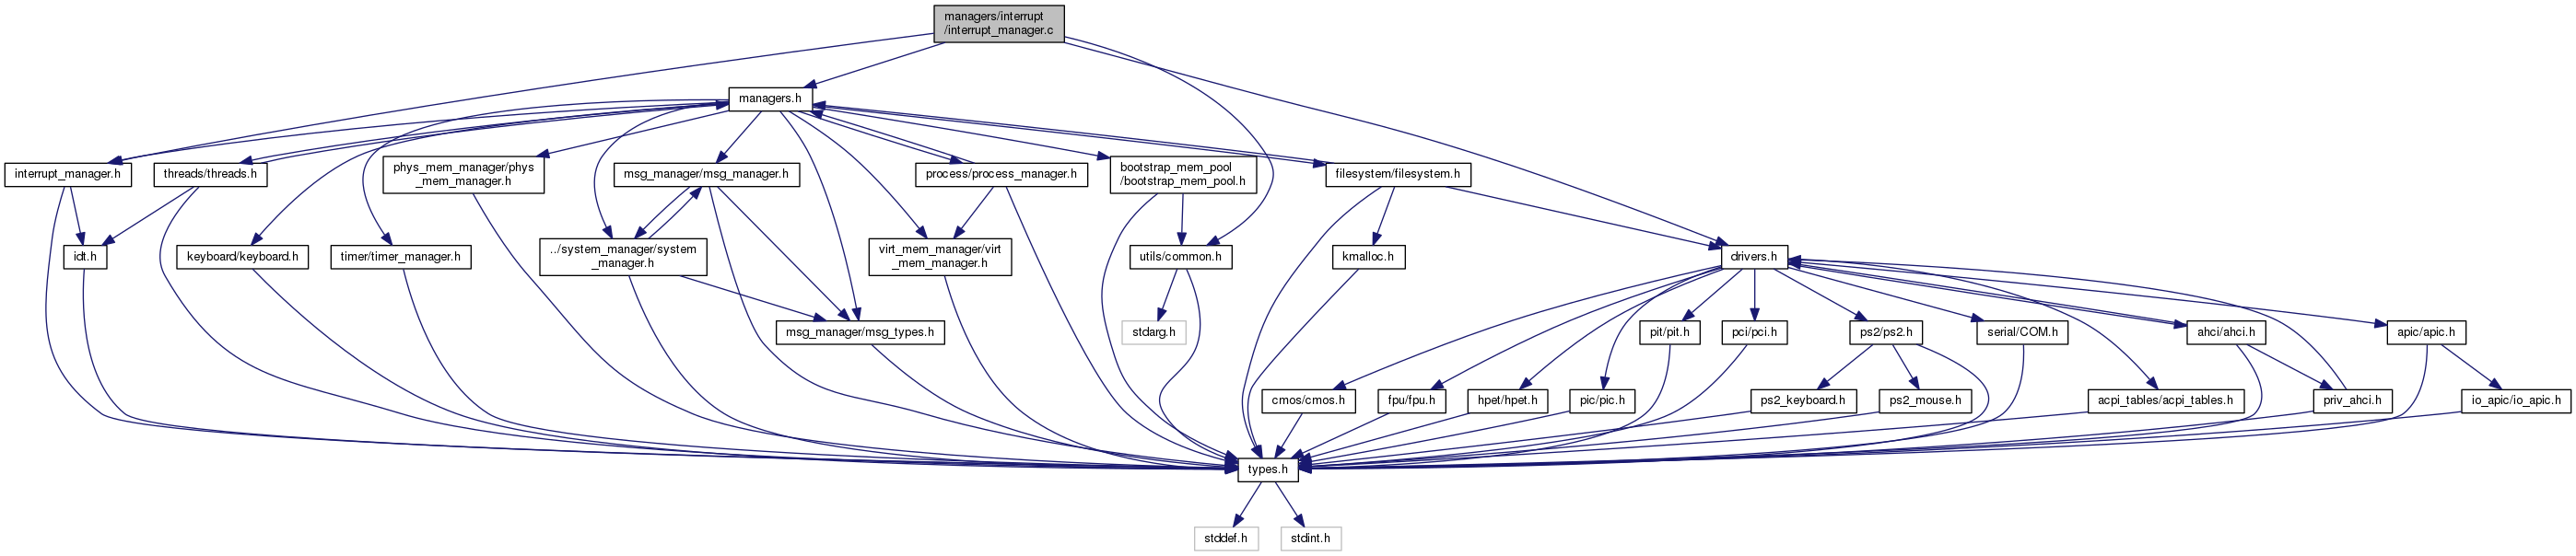 managers/interrupt
/interrupt_manager.c
managers.h
interrupt_manager.h
threads/threads.h
phys_mem_manager/phys
_mem_manager.h
msg_manager/msg_manager.h
process/process_manager.h
bootstrap_mem_pool
/bootstrap_mem_pool.h
filesystem/filesystem.h
idt.h
keyboard/keyboard.h
timer/timer_manager.h
../system_manager/system
_manager.h
virt_mem_manager/virt
_mem_manager.h
utils/common.h
kmalloc.h
drivers.h
msg_manager/msg_types.h
stdarg.h
pit/pit.h
pci/pci.h
ps2/ps2.h
serial/COM.h
ahci/ahci.h
apic/apic.h
cmos/cmos.h
fpu/fpu.h
hpet/hpet.h
pic/pic.h
ps2_keyboard.h
ps2_mouse.h
acpi_tables/acpi_tables.h
priv_ahci.h
io_apic/io_apic.h
types.h
stddef.h
stdint.h